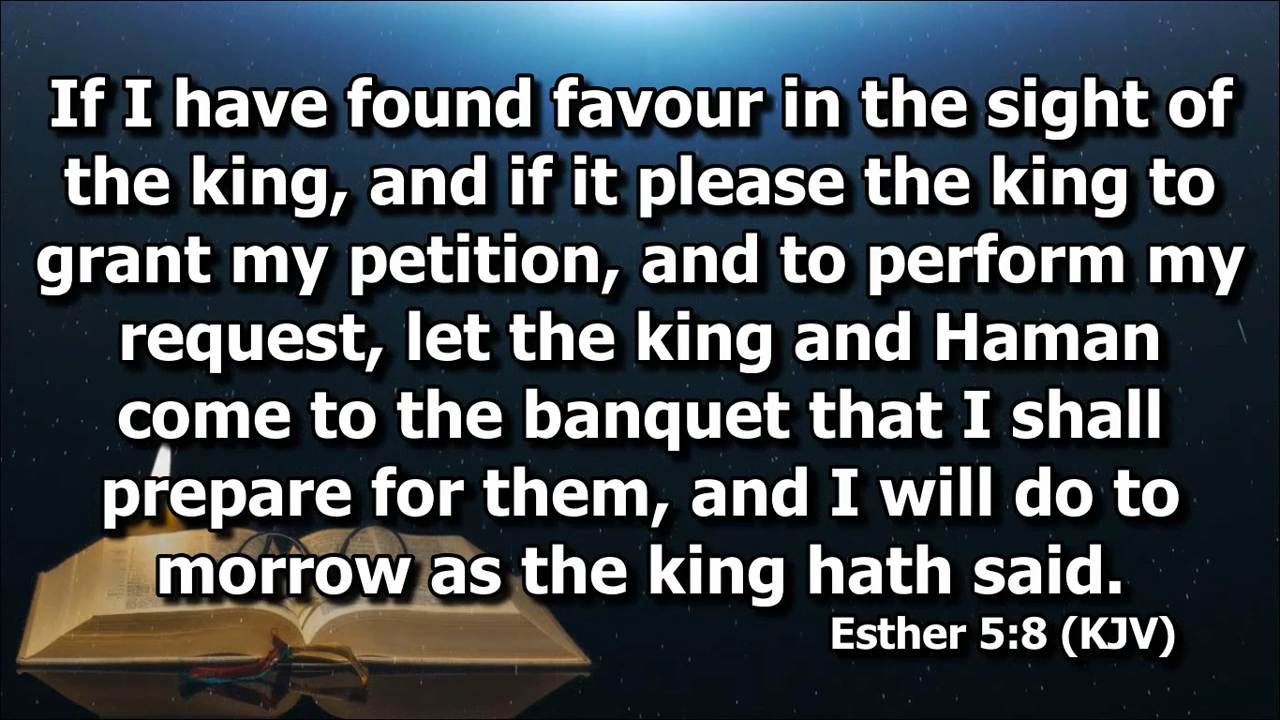 If I have found favour in the sight of
the king, and if it please the king to
grant my petition, and to perform my
request, let the king and Haman
come to the banquet that I shall
prepare for them, and I will do to
morrow as the king hath said.
Esther 5:8 (KJV)